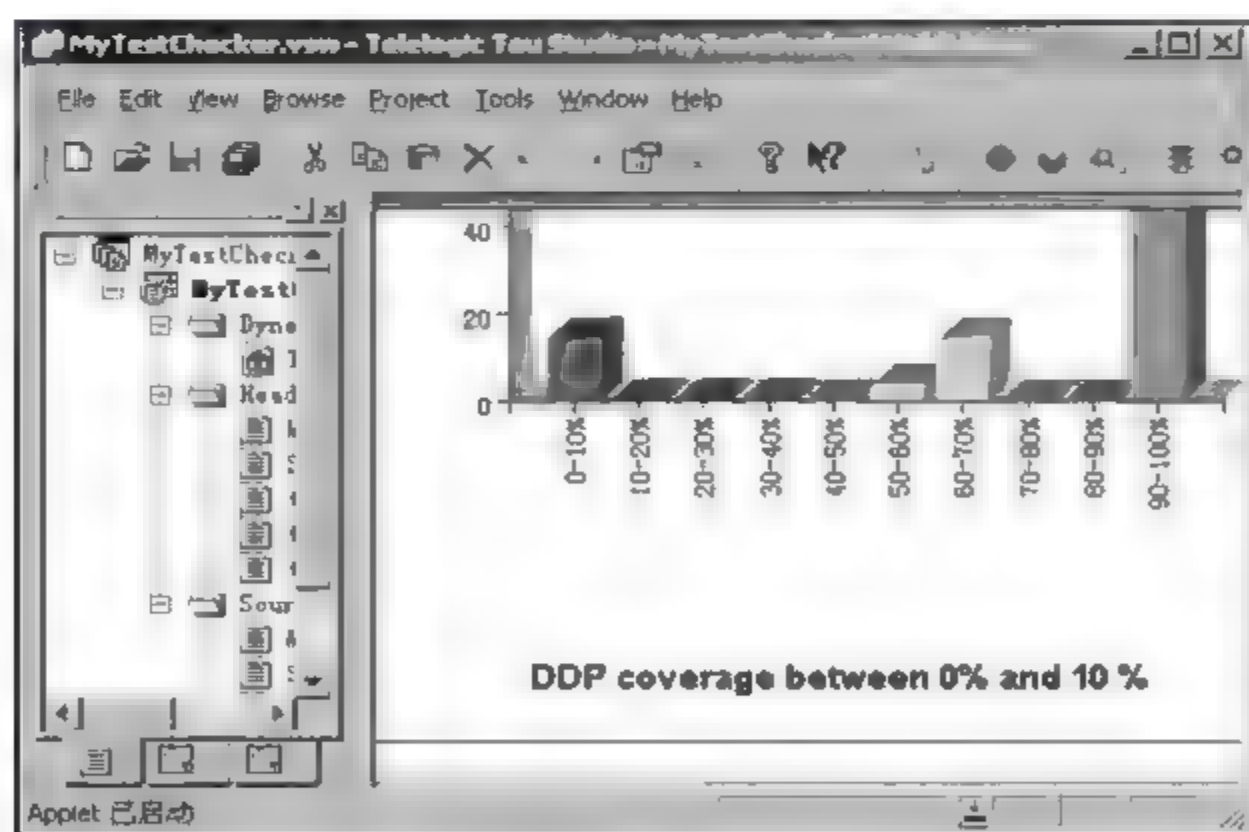 MyTestChecker.vpw - Telelogic Tau Studio
File Edit View Browse Project Tools Window Help
MyTestChec
MyTest
Dyne
Head
Sour
40
20
0
0-10%
10-20%
20-30%
30-40%
40-50%
50-60%
60-70%
70-80%
80-90%
90-100%
DDP coverage between 0% and 10 %
Applet 已启动